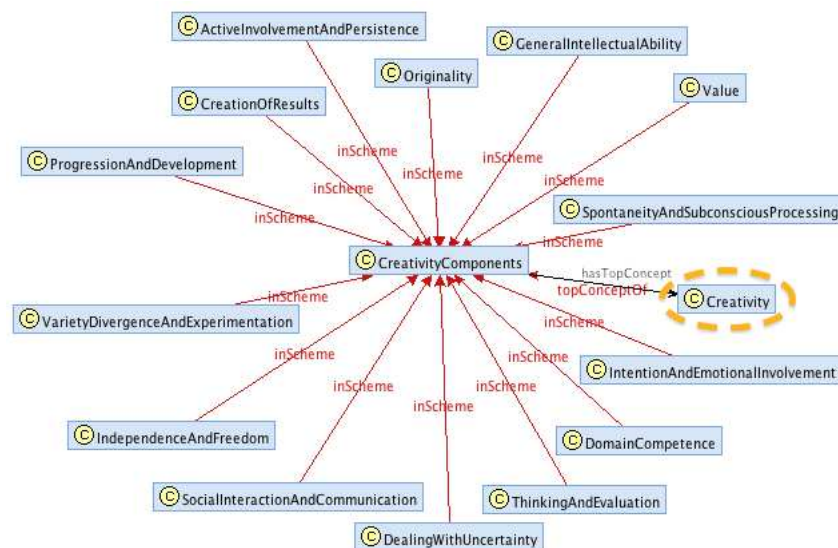 C ActiveInvolvementAndPersistence
C GeneralIntellectualAbility
C Originality
C Value
C CreationOfResults
inScheme
inScheme
inScheme
C ProgressionAndDevelopment
inScheme
inScheme
inScheme
C SpontaneityAndSubconsciousProcessing
inScheme
inScheme
C CreativityComponents
hasTopConcept
topConceptOf
C Creativity
inScheme
C VarietyDivergenceAndExperimentation
inScheme
inScheme
C IntentionAndEmotionalInvolvement
inScheme
inScheme
inScheme
inScheme
C IndependenceAndFreedom
C DomainCompetence
C SocialInteractionAndCommunication
C ThinkingAndEvaluation
C DealingWithUncertainty